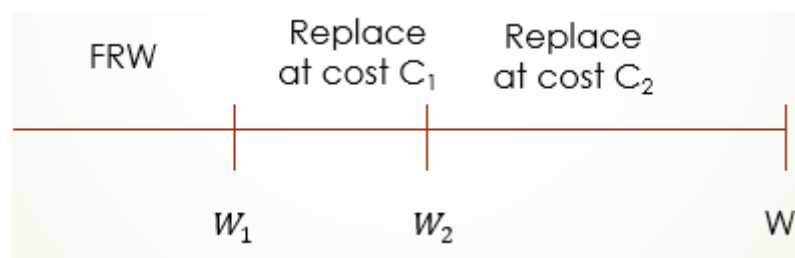 FRW
Replace
at cost C₁
Replace
at cost C₂
W₁
W₂
W